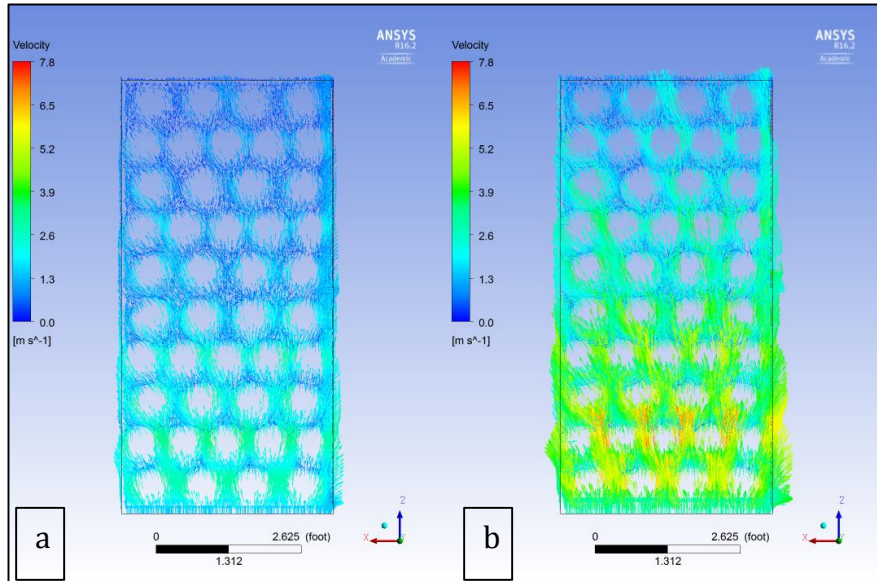 ANSYS
R16.2
Academic
Velocity
7.8
6.5
5.2
3.9
2.6
1.3
0.0
[m s^-1]
Z
X
Y
0 2.625 (foot)
1.312
a
ANSYS
R16.2
Academic
Velocity
7.8
6.5
5.2
3.9
2.6
1.3
0.0
[m s^-1]
Z
X
Y
0 2.625 (foot)
1.312
b